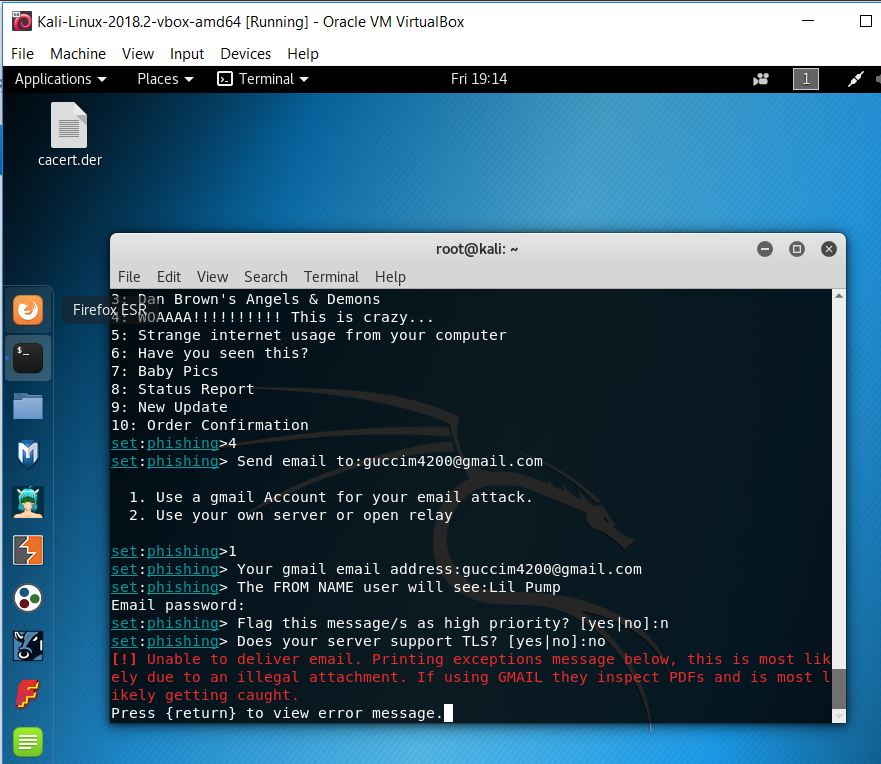 Kali-Linux-2018.2-vbox-amd64 [Running] - Oracle VM VirtualBox
File Machine View Input Devices Help
Applications Places Terminal Fri 19:14 1
cacert.der
root@kali: ~
File Edit View Search Terminal Help
Firefox ESR
3: Dan Brown's Angels & Demons
4: WOAAAA!!!!!!!!!! This is crazy...
5: Strange internet usage from your computer
6: Have you seen this?
7: Baby Pics
8: Status Report
9: New Update
10: Order Confirmation
set:phishing>4
set:phishing> Send email to:guccim4200@gmail.com
1. Use a gmail Account for your email attack.
2. Use your own server or open relay
set:phishing>1
set:phishing> Your gmail email address:guccim4200@gmail.com
set:phishing> The FROM NAME user will see:Lil Pump
Email password:
set:phishing> Flag this message/s as high priority? [yes|no]:n
set:phishing> Does your server support TLS? [yes|no]:no
[!] Unable to deliver email. Printing exceptions message below, this is most lik
ely due to an illegal attachment. If using GMAIL they inspect PDFs and is most l
ikely getting caught.
Press {return} to view error message.